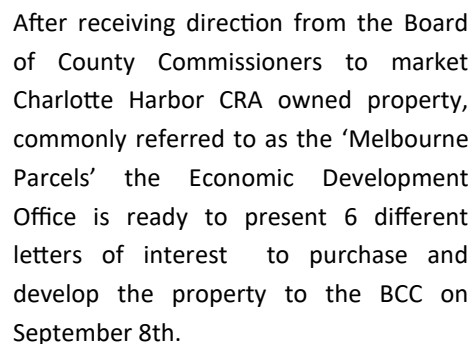 After receiving direction from the Board
of County Commissioners to market
Charlotte Harbor CRA owned property,
commonly referred to as the ‘Melbourne
Parcels’ the Economic Development
Office is ready to present 6 different
letters of interest  to purchase and
develop the property to the BCC on
September 8th.